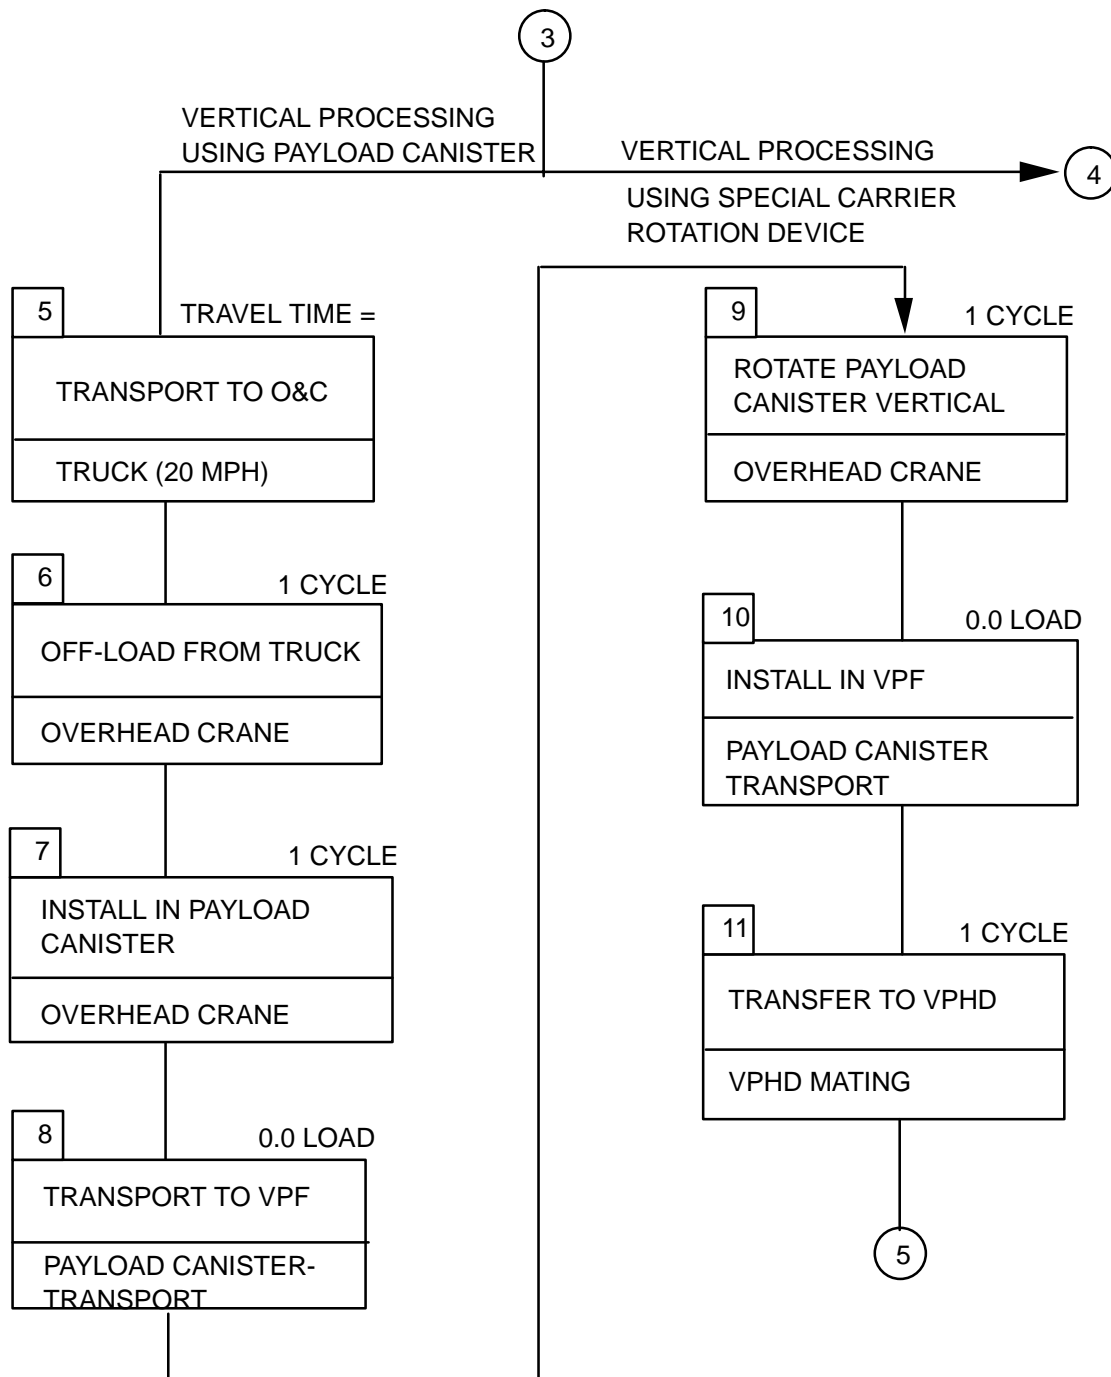 3
VERTICAL PROCESSING
USING PAYLOAD CANISTER
VERTICAL PROCESSING
4
USING SPECIAL CARRIER
ROTATION DEVICE
5
TRAVEL TIME =
TRANSPORT TO O&C
TRUCK (20 MPH)
6
1 CYCLE
OFF-LOAD FROM TRUCK
OVERHEAD CRANE
7
1 CYCLE
INSTALL IN PAYLOAD
CANISTER
OVERHEAD CRANE
8
0.0 LOAD
TRANSPORT TO VPF
PAYLOAD CANISTER-
TRANSPORT
9
1 CYCLE
ROTATE PAYLOAD
CANISTER VERTICAL
OVERHEAD CRANE
10
0.0 LOAD
INSTALL IN VPF
PAYLOAD CANISTER
TRANSPORT
11
1 CYCLE
TRANSFER TO VPHD
VPHD MATING
5